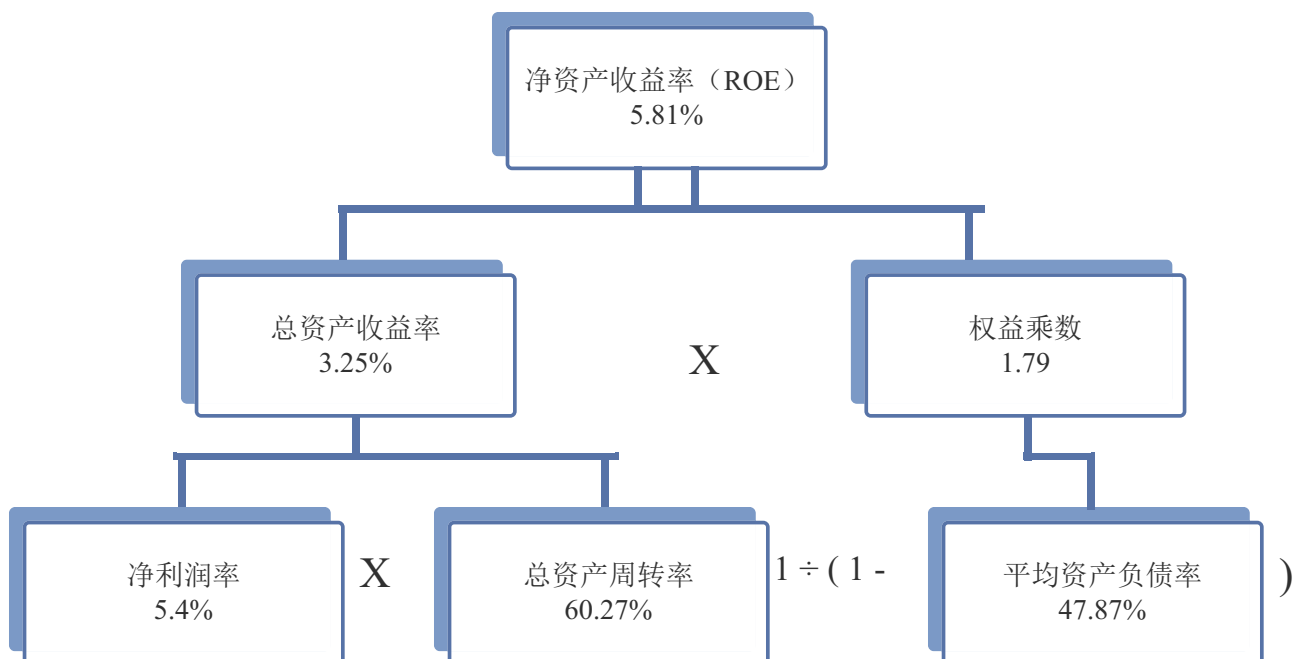 净资产收益率（ROE）
5.81%
总资产收益率
3.25%
X
权益乘数
1.79
净利润率
5.4%
X
总资产周转率
60.27%
1 ÷ ( 1 -
平均资产负债率
47.87%
)